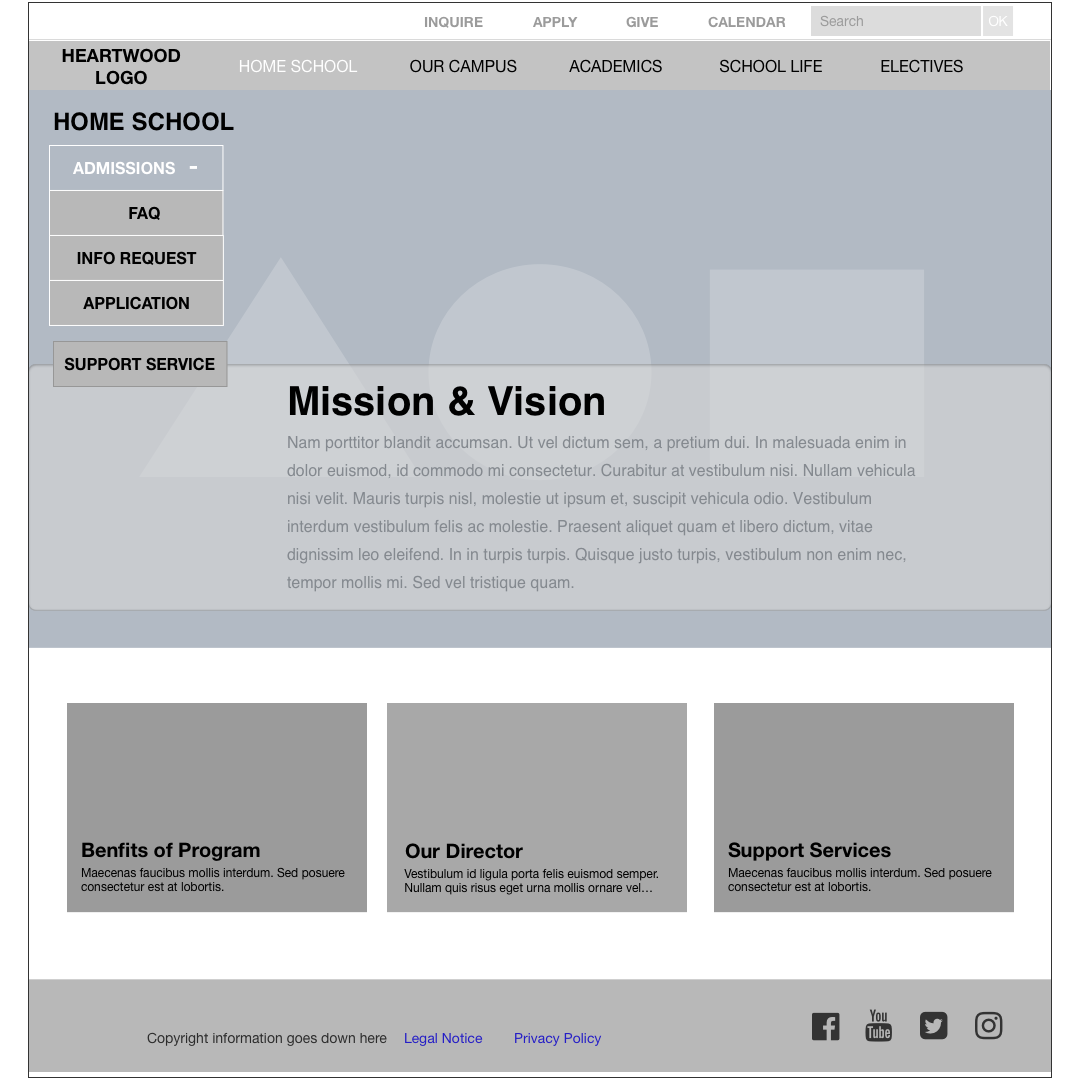 INQUIRE APPLY GIVE CALENDAR Search OK
HEARTWOOD
LOGO
HOME SCHOOL OUR CAMPUS ACADEMICS SCHOOL LIFE ELECTIVES
HOME SCHOOL
ADMISSIONS -
FAQ
INFO REQUEST
APPLICATION
SUPPORT SERVICE
Mission & Vision
Nam porttitor blandit accumsan. Ut vel dictum sem, a pretium dui. In malesuada enim in
dolor euismod, id commodo mi consectetur. Curabitur at vestibulum nisi. Nullam vehicula
nisi velit. Mauris turpis nisl, molestie ut ipsum et, suscipit vehicula odio. Vestibulum
interdum vestibulum felis ac molestie. Praesent aliquet quam et libero dictum, vitae
dignissim leo eleifend. In in turpis turpis. Quisque justo turpis, vestibulum non enim nec,
tempor mollis mi. Sed vel tristique quam.
Benfits of Program
Maecenas faucibus mollis interdum. Sed posuere
consectetur est at lobortis.
Our Director
Vestibulum id ligula porta felis euismod semper.
Nullam quis risus eget urna mollis ornare vel…
Support Services
Maecenas faucibus mollis interdum. Sed posuere
consectetur est at lobortis.
Copyright information goes down here Legal Notice Privacy Policy
You
Tube